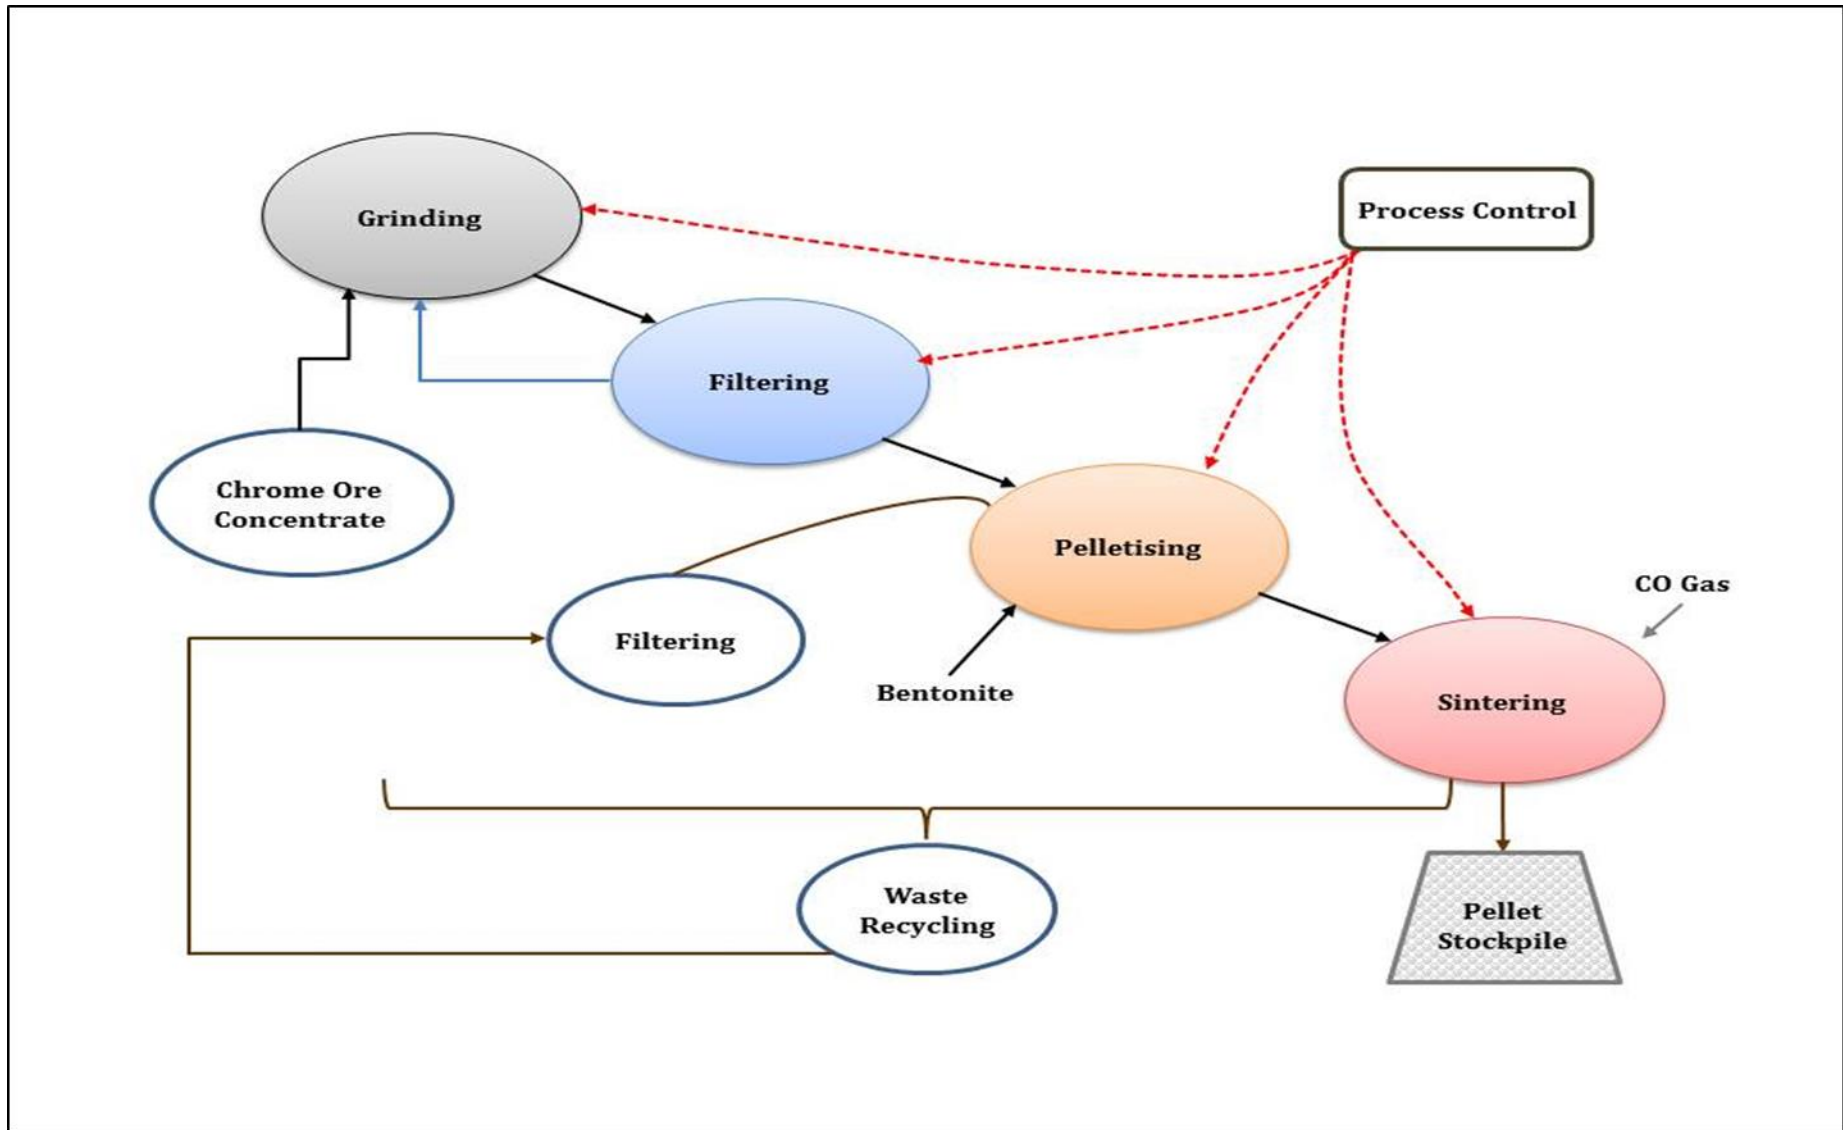 Grinding
Process Control
Filtering
Chrome Ore
Concentrate
Pelletising
CO Gas
Filtering
Bentonite
Sintering
Waste
Recycling
Pellet
Stockpile